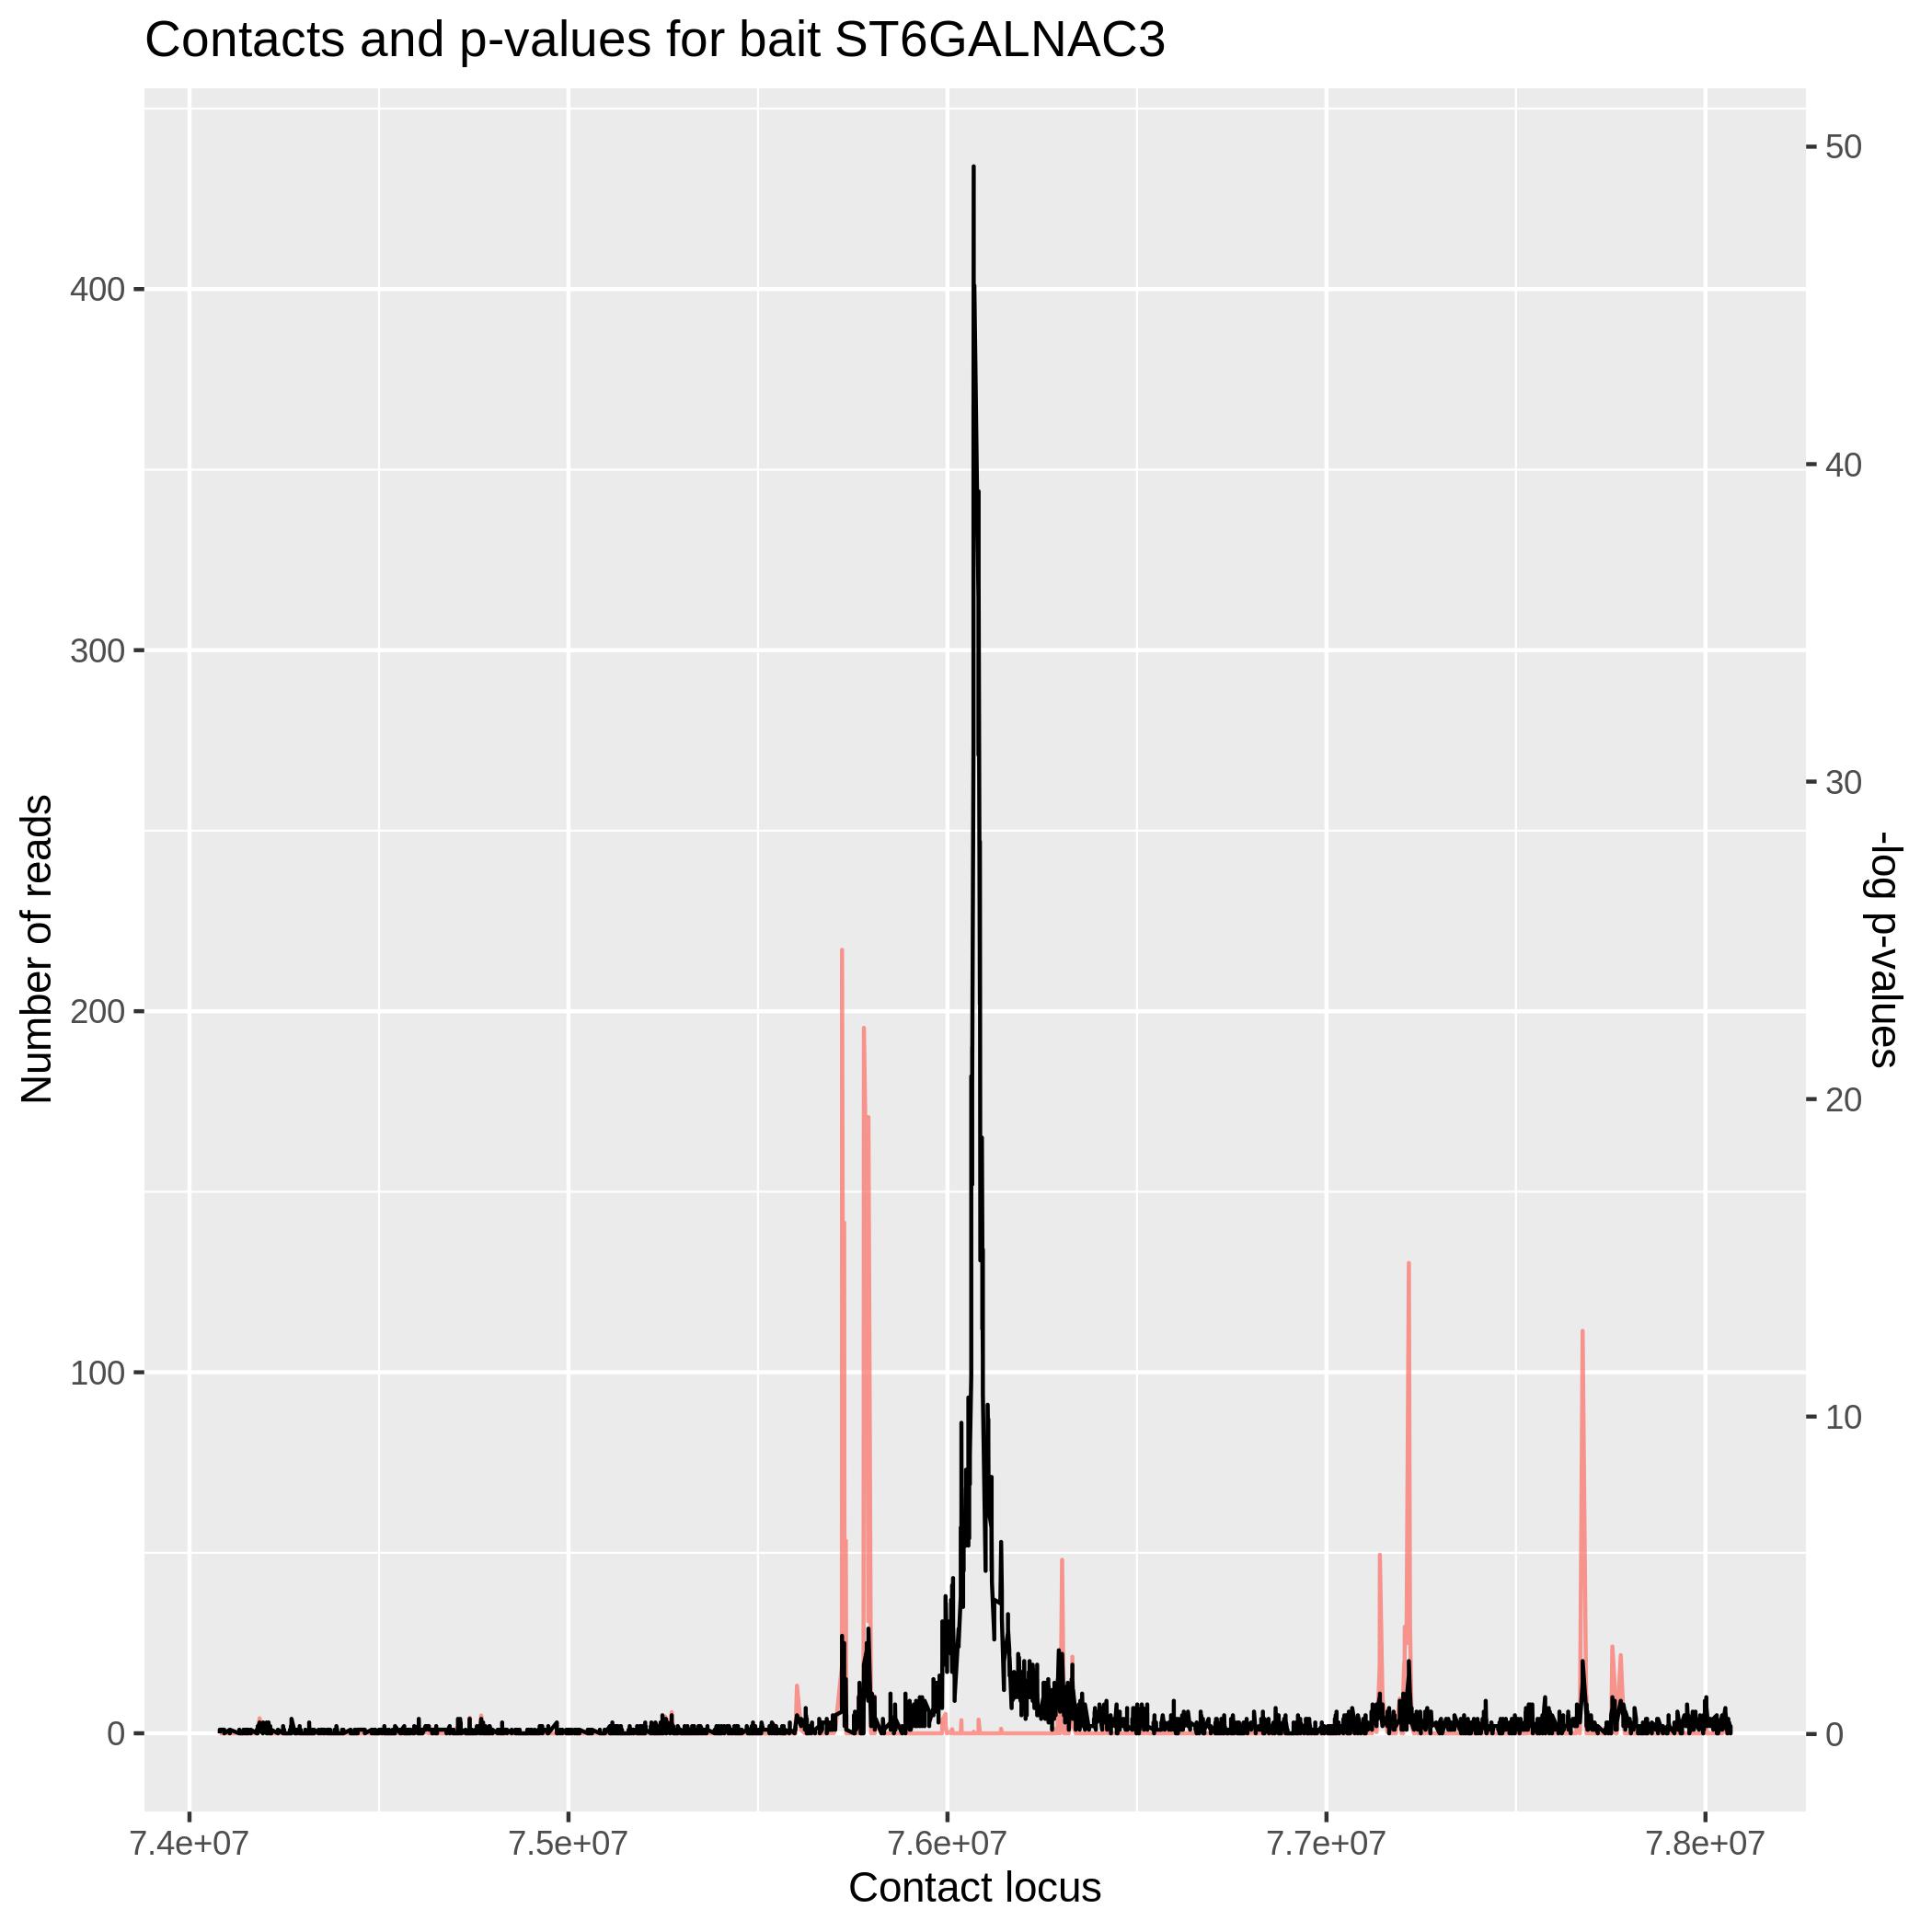 Contacts and p-values for bait ST6GALNAC3
Number of reads
400
300
200
100
0
50
40
30
20
10
0
-log p-values
7.4e+07 7.5e+07 7.6e+07 7.7e+07 7.8e+07
Contact locus